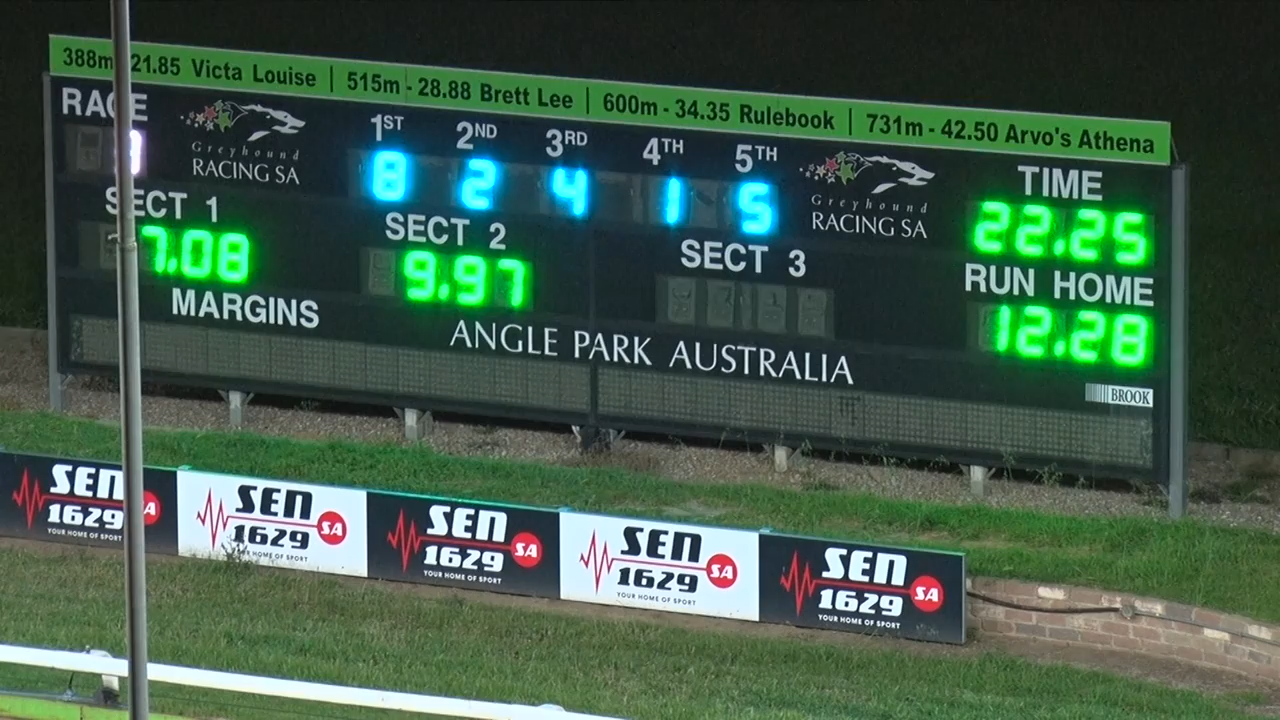 388m - 21.85 Victa Louise | 515m - 28.88 Brett Lee | 600m - 34.35 Rulebook | 731m - 42.50 Arvo's Athena
RACE
Greyhound
RACING SA
1ST 2ND 3RD 4TH 5TH
8 2 4 1 5
Greyhound
RACING SA
TIME
22.25
SECT 1
7.08
SECT 2
9.97
SECT 3
RUN HOME
12.28
MARGINS
ANGLE PARK AUSTRALIA
BROOK
SEN
1629
YOUR HOME OF SPORT
SEN
1629 SA
YOUR HOME OF SPORT
SEN
1629 SA
YOUR HOME OF SPORT
SEN
1629 SA
YOUR HOME OF SPORT
SEN
1629 SA
YOUR HOME OF SPORT